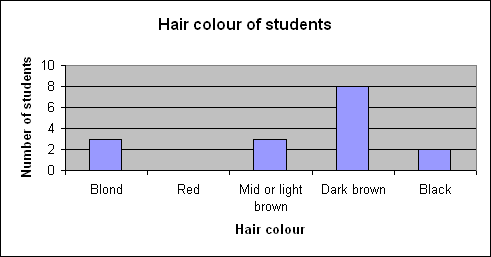 Hair colour of students
Number of students
10
8
6
4
2
0
Blond
Red
Mid or light
brown
Dark brown
Black
Hair colour